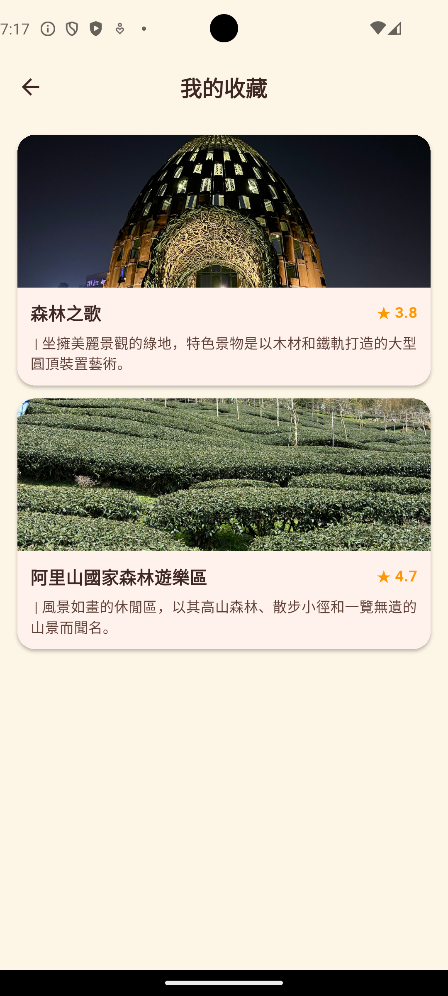 7:17
我的收藏
森林之歌
★ 3.8
｜坐擁美麗景觀的綠地，特色景物是以木材和鐵軌打造的大型
圓頂裝置藝術。
阿里山國家森林遊樂區
★ 4.7
｜風景如畫的休閒區，以其高山森林、散步小徑和一覽無遺的
山景而聞名。